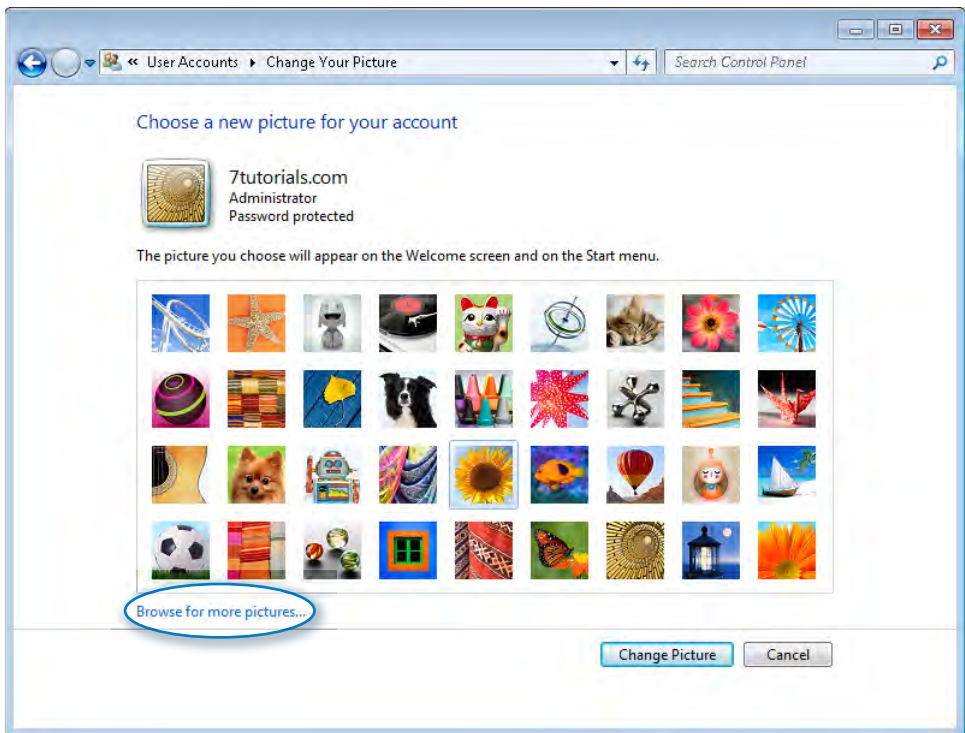 « User Accounts ▸ Change Your Picture
Search Control Panel
Choose a new picture for your account
7tutorials.com
Administrator
Password protected
The picture you choose will appear on the Welcome screen and on the Start menu.
Browse for more pictures...
Change Picture
Cancel